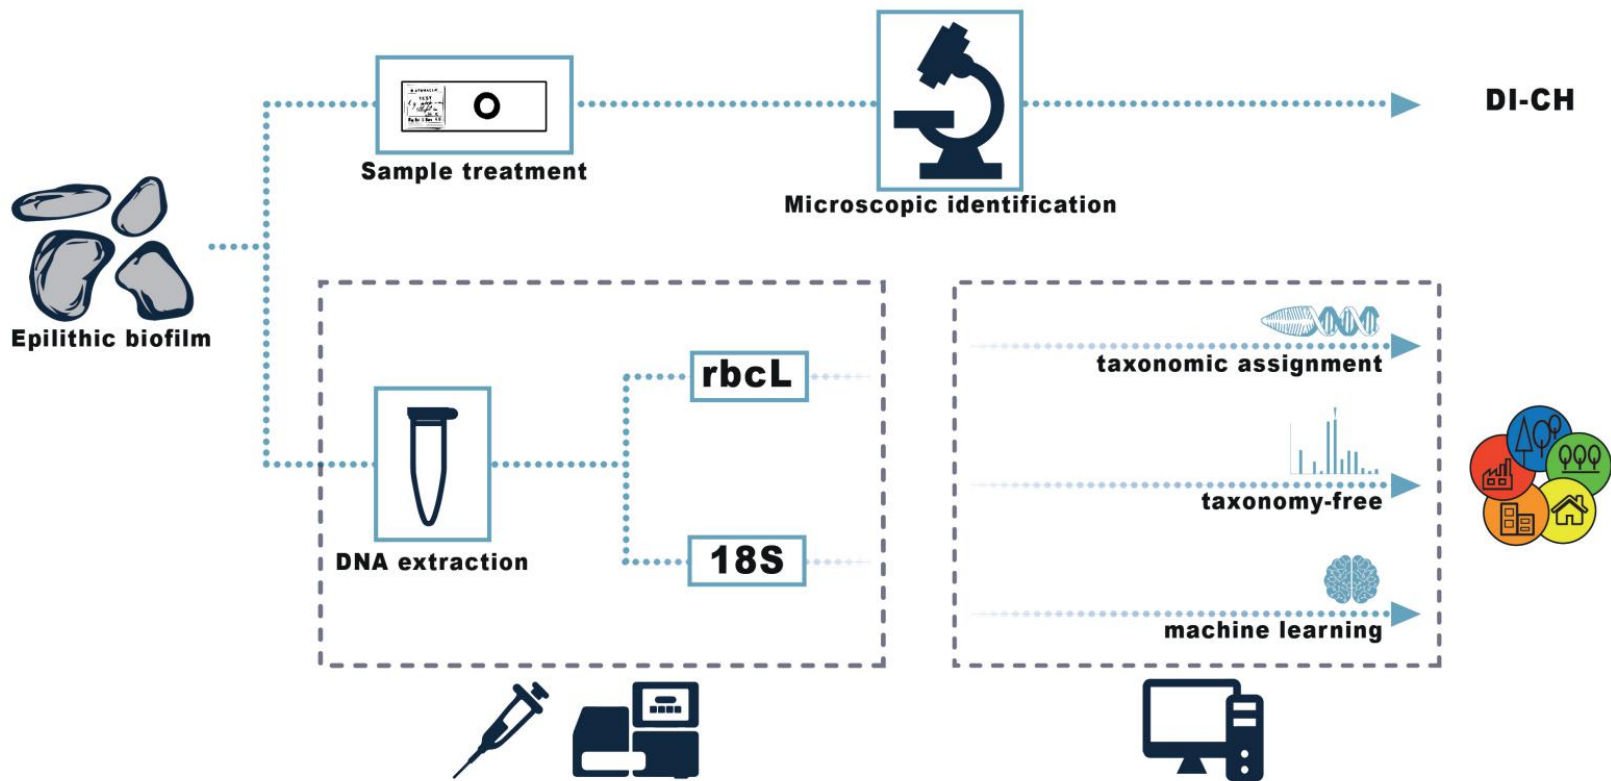 DI-CH
Sample treatment
Microscopic identification
Epilithic biofilm
rbcL
taxonomic assignment
taxonomy-free
DNA extraction
18S
machine learning